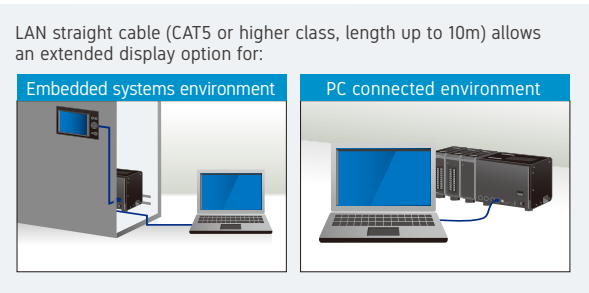 LAN straight cable (CAT5 or higher class, length up to 10m) allows
an extended display option for:
Embedded systems environment
PC connected environment